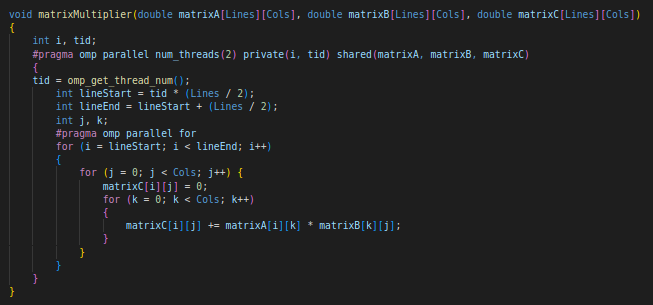 void matrixMultiplier(double matrixA[Lines][Cols], double matrixB[Lines][Cols], double matrixC[Lines][Cols])
{
    int i, tid;
    #pragma omp parallel num_threads(2) private(i, tid) shared(matrixA, matrixB, matrixC)
    {
    tid = omp_get_thread_num();
        int lineStart = tid * (Lines / 2);
        int lineEnd = lineStart + (Lines / 2);
        int j, k;
        #pragma omp parallel for
        for (i = lineStart; i < lineEnd; i++)
        {
            for (j = 0; j < Cols; j++) {
                matrixC[i][j] = 0;
                for (k = 0; k < Cols; k++)
                {
                    matrixC[i][j] += matrixA[i][k] * matrixB[k][j];
                }
            }
        }
    }
}